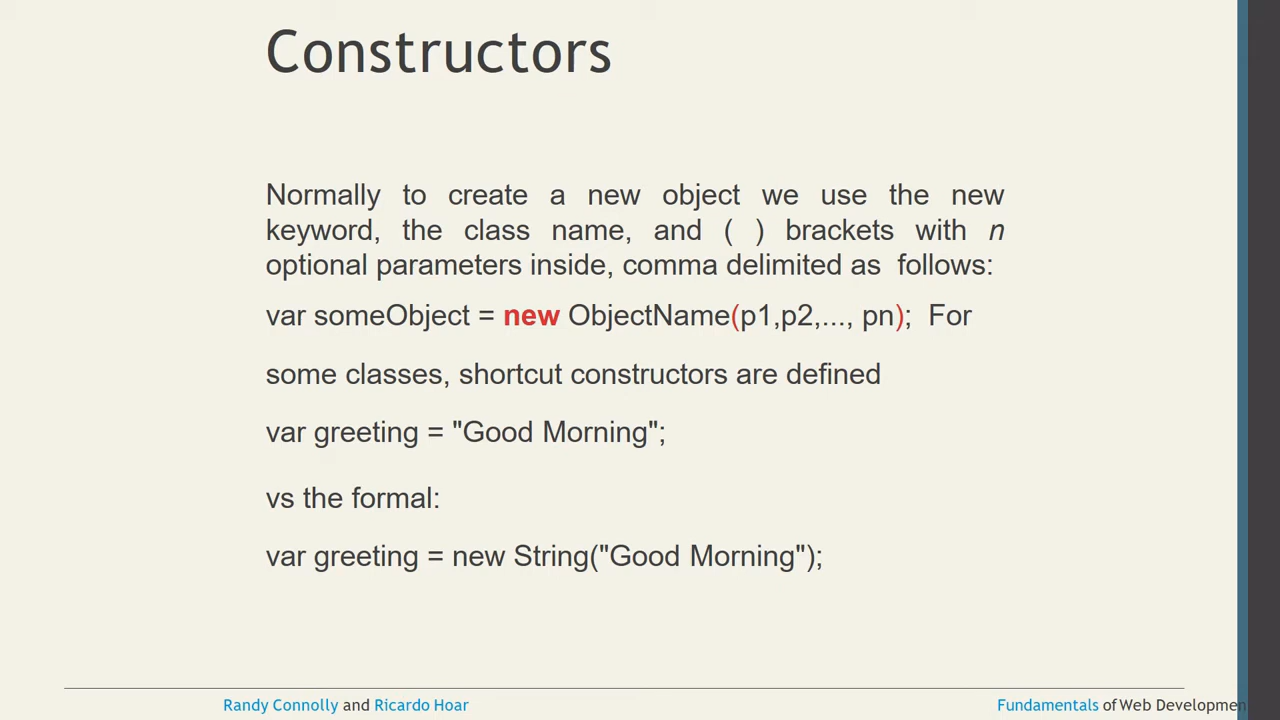 Constructors
Normally to create a new object we use the new
keyword, the class name, and ( ) brackets with n
optional parameters inside, comma delimited as follows:
var someObject = new ObjectName(p1,p2,..., pn); For
some classes, shortcut constructors are defined
var greeting = "Good Morning";
vs the formal:
var greeting = new String("Good Morning");
Randy Connolly and Ricardo Hoar
Fundamentals of Web Developmen